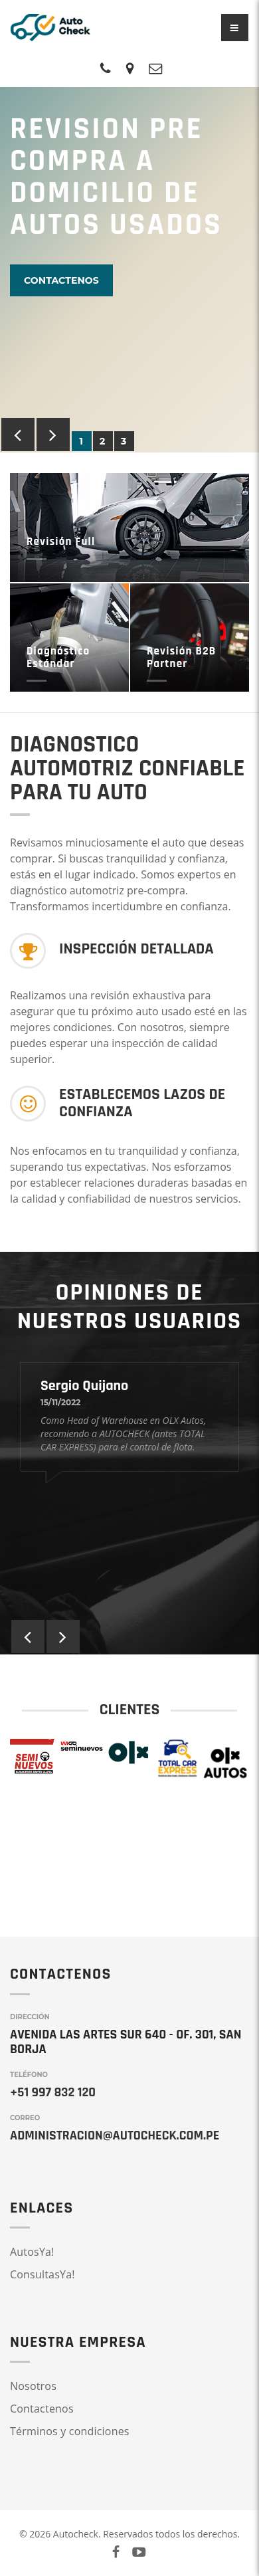 Auto
Check
REVISION PRE
COMPRA A
DOMICILIO DE
AUTOS USADOS
CONTACTENOS
1 2 3
Revisión Full
Diagnóstico
Estándar
Revisión B2B
Partner
DIAGNOSTICO
AUTOMOTRIZ CONFIABLE
PARA TU AUTO
Revisamos minuciosamente el auto que deseas
comprar. Si buscas tranquilidad y confianza,
estás en el lugar indicado. Somos expertos en
diagnóstico automotriz pre-compra.
Transformamos incertidumbre en confianza.
INSPECCIÓN DETALLADA
Realizamos una revisión exhaustiva para
asegurar que tu próximo auto usado esté en las
mejores condiciones. Con nosotros, siempre
puedes esperar una inspección de calidad
superior.
ESTABLECEMOS LAZOS DE
CONFIANZA
Nos enfocamos en tu tranquilidad y confianza,
superando tus expectativas. Nos esforzamos
por establecer relaciones duraderas basadas en
la calidad y confiabilidad de nuestros servicios.
OPINIONES DE
NUESTROS USUARIOS
Sergio Quijano
15/11/2022
Como Head of Warehouse en OLX Autos,
recomiendo a AUTOCHECK (antes TOTAL
CAR EXPRESS) para el control de flota.
CLIENTES
SEMI
NUEVOS
seminuevos
olx
TOTAL CAR
EXPRESS
olx
AUTOS
CONTACTENOS
DIRECCIÓN
AVENIDA LAS ARTES SUR 640 - OF. 301, SAN
BORJA
TELÉFONO
+51 997 832 120
CORREO
ADMINISTRACION@AUTOCHECK.COM.PE
ENLACES
AutosYa!
ConsultasYa!
NUESTRA EMPRESA
Nosotros
Contactenos
Términos y condiciones
© 2026 Autocheck. Reservados todos los derechos.